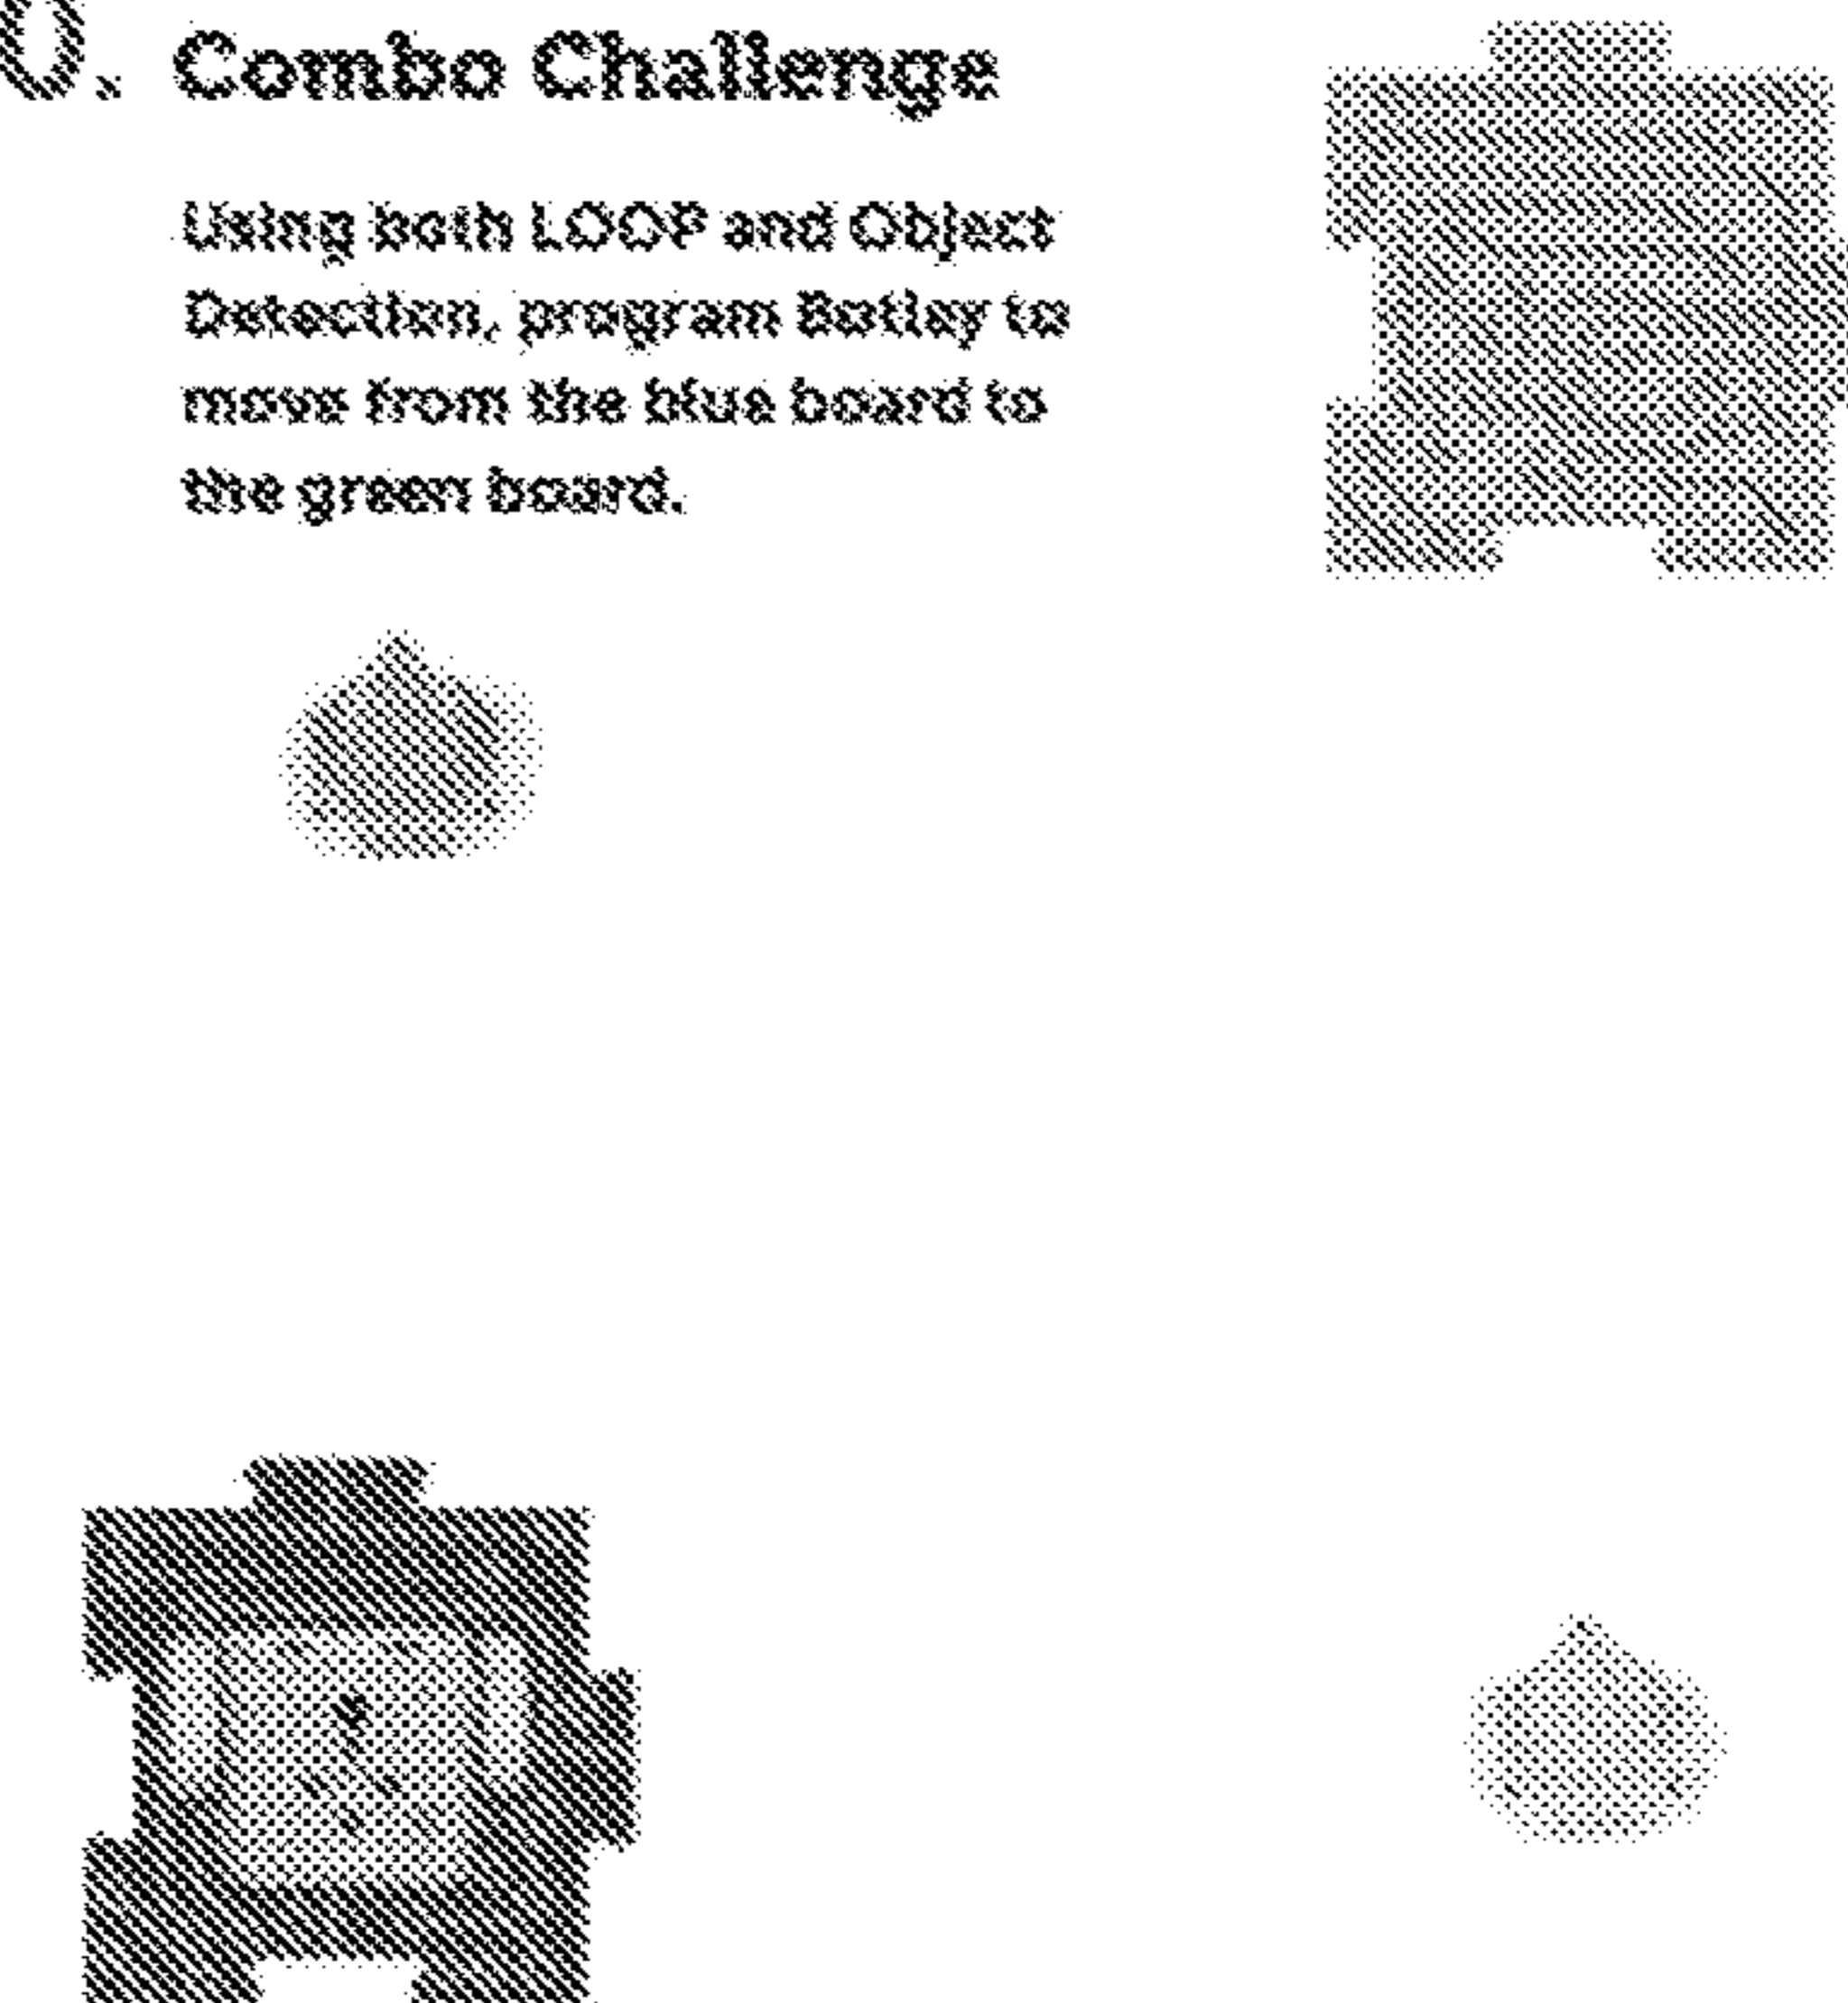 0. Combo Challenge
Using both LOOP and Object
Detection, program Botley to
move from the blue board to
the green board.